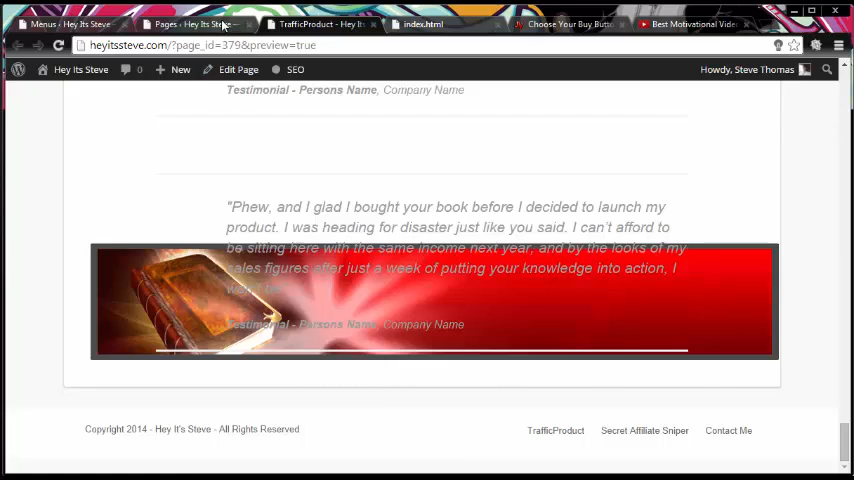 Menus ‹ Hey Its Steve
Pages ‹ Hey Its Steve
TrafficProduct - Hey It
index.html
Choose Your Buy Butto
Best Motivational Video
heyitssteve.com/?page_id=379&preview=true
Hey Its Steve
0
New
Edit Page
SEO
Howdy, Steve Thomas
Testimonial - Persons Name, Company Name
"Phew, and I glad I bought your book before I decided to launch my
product. I was heading for disaster just like you said. I can't afford to
be sitting here with the same income next year, and by the looks of my
sales figures after just a week of putting your knowledge into action, I
Testimonial - Persons Name, Company Name
Copyright 2014 - Hey It's Steve - All Rights Reserved
TrafficProduct
Secret Affiliate Sniper
Contact Me